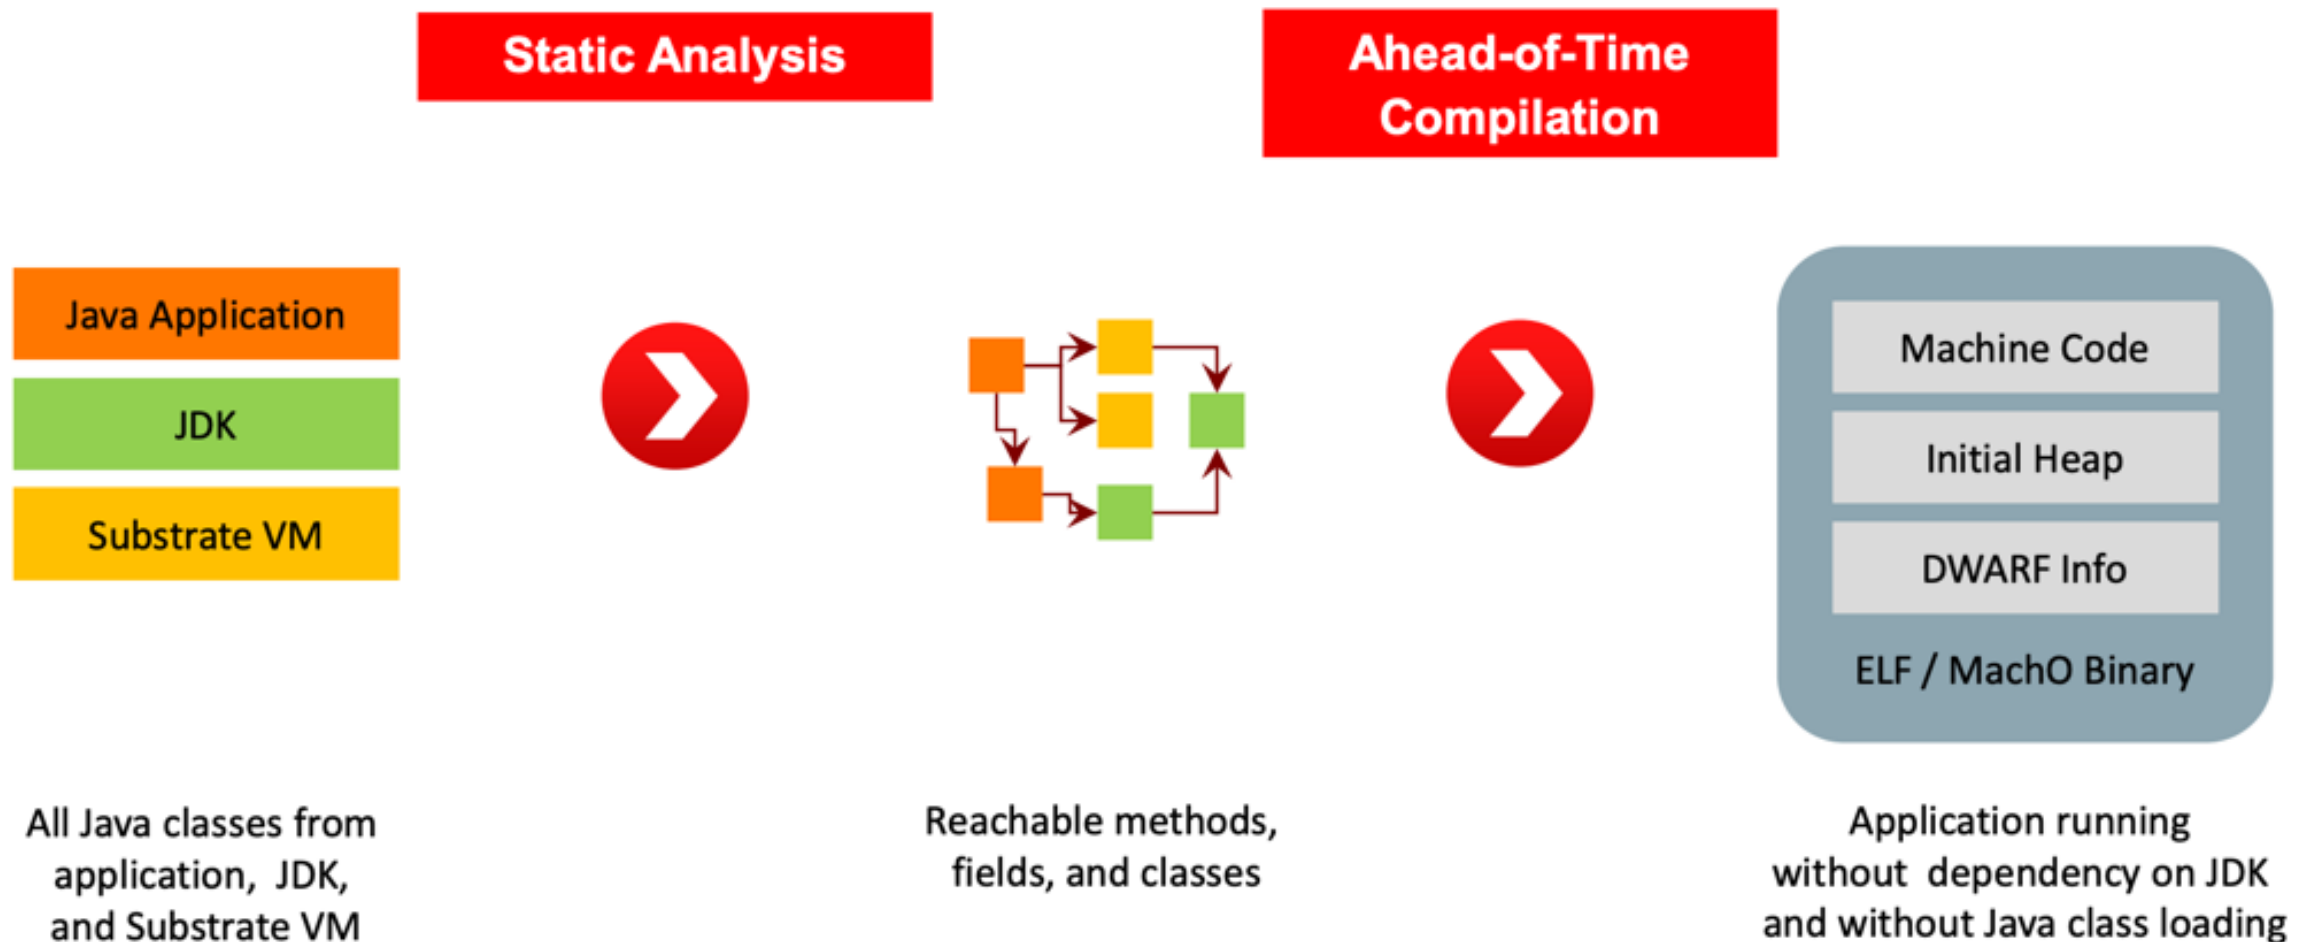 Static Analysis
Ahead-of-Time
Compilation
Java Application
JDK
Substrate VM
Machine Code
Initial Heap
DWARF Info
ELF / MachO Binary
All Java classes from
application, JDK,
and Substrate VM
Reachable methods,
fields, and classes
Application running
without dependency on JDK
and without Java class loading